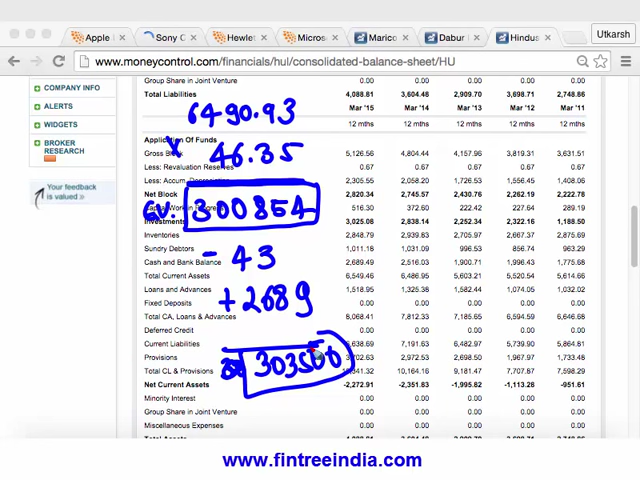 Apple Sony C Hewlet Micros Marico Dabur Hindus Utkarsh
www.moneycontrol.com/financials/hul/consolidated-balance-sheet/HU
COMPANY INFO
ALERTS
WIDGETS
BROKER RESEARCH
Your feedback is valued
Group Share in Joint Venture 0.00 0.00 0.00 0.00 0.00
Total Liabilities 4,088.81 3,604.48 2,909.70 3,698.71 2,748.86
Mar '15 Mar '14 Mar '13 Mar '12 Mar '11
6490.93
12 mths 12 mths 12 mths 12 mths 12 mths
Application Of Funds
x 46.35
Gross Block 5,126.56 4,804.44 4,157.96 3,819.31 3,631.51
Less: Revaluation Reserves 0.67 0.67 0.67 0.67 0.67
Less: Accum. Depreciation 2,305.55 2,058.20 1,726.53 1,556.45 1,408.06
Net Block 2,820.34 2,745.57 2,430.76 2,262.19 2,222.78
Capital Work in Progress 516.30 372.60 222.42 227.64 289.19
300854
Investments 3,025.08 2,838.14 2,252.34 2,322.16 1,188.50
Inventories 2,848.79 2,939.83 2,705.97 2,667.37 2,875.69
Sundry Debtors 1,011.18 1,031.09 996.53 856.74 963.29
- 43
Cash and Bank Balance 2,689.49 2,516.03 1,900.71 1,996.43 1,775.68
Total Current Assets 6,549.46 6,486.95 5,603.21 5,520.54 5,614.66
Loans and Advances 1,518.95 1,325.38 1,582.44 1,074.05 1,032.02
+2689
Fixed Deposits 0.00 0.00 0.00 0.00 0.00
Total CA, Loans & Advances 8,068.41 7,812.33 7,185.65 6,594.59 6,646.68
Deferred Credit 0.00 0.00 0.00 0.00
Current Liabilities 6,638.69 7,191.63 6,482.97 5,739.90 5,864.81
303500
Provisions 3,702.63 2,972.53 2,698.50 1,967.97 1,733.48
Total CL & Provisions 10,341.32 10,164.16 9,181.47 7,707.87 7,598.29
Net Current Assets -2,272.91 -2,351.83 -1,995.82 -1,113.28 -951.61
Minority Interest 0.00 0.00 0.00 0.00 0.00
Group Share in Joint Venture 0.00 0.00 0.00 0.00 0.00
Miscellaneous Expenses 0.00 0.00 0.00 0.00 0.00
www.fintreeindia.com